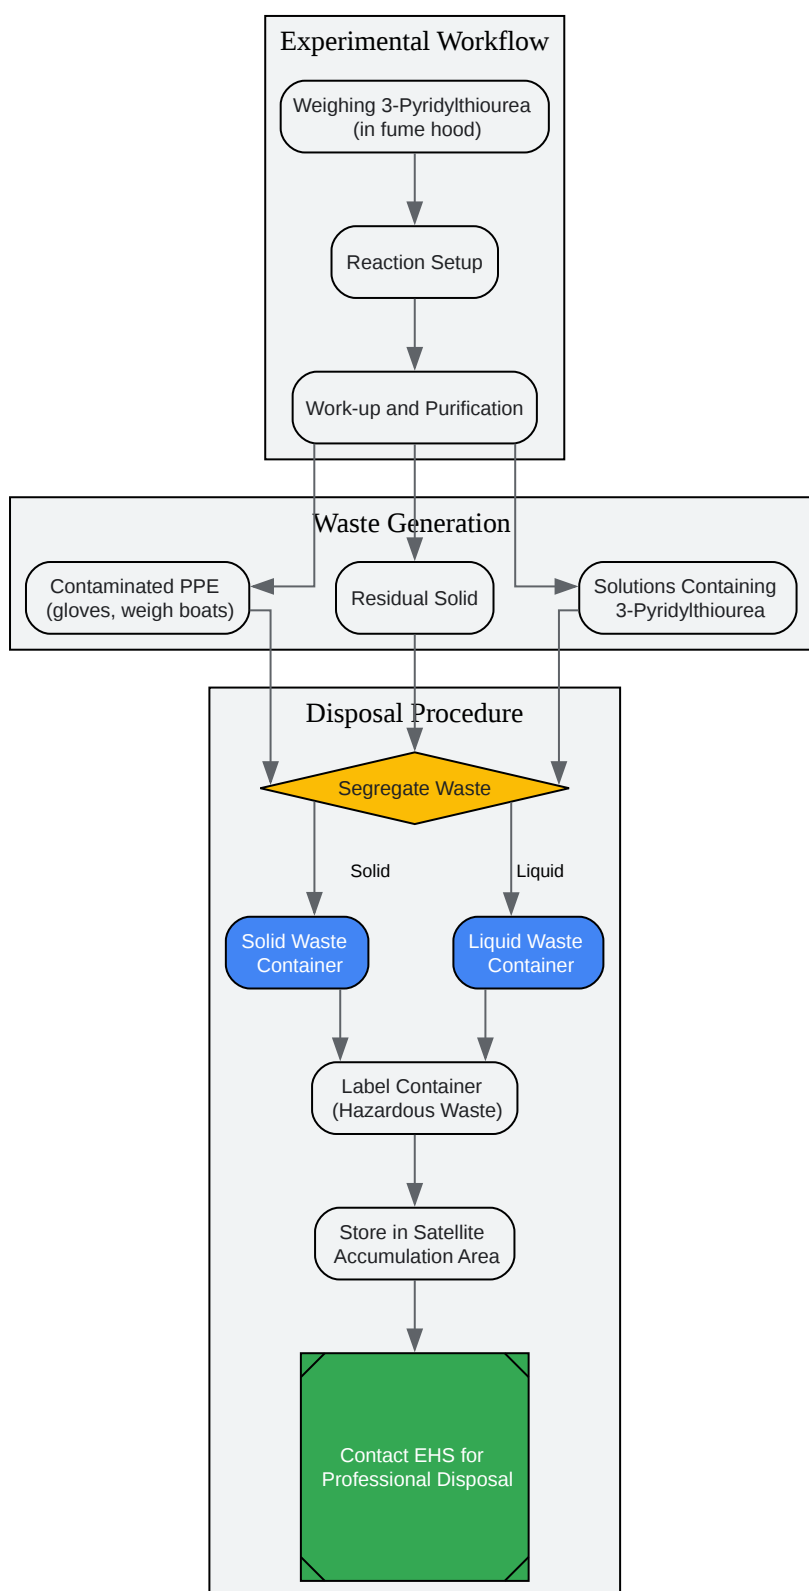 Experimental Workflow
Weighing 3-Pyridylthiourea
(in fume hood)
Reaction Setup
Work-up and Purification
Waste Generation
Contaminated PPE
(gloves, weigh boats)
Residual Solid
Solutions Containing
3-Pyridylthiourea
Disposal Procedure
Segregate Waste
Solid
Liquid
Solid Waste
Container
Liquid Waste
Container
Label Container
(Hazardous Waste)
Store in Satellite
Accumulation Area
Contact EHS for
Professional Disposal